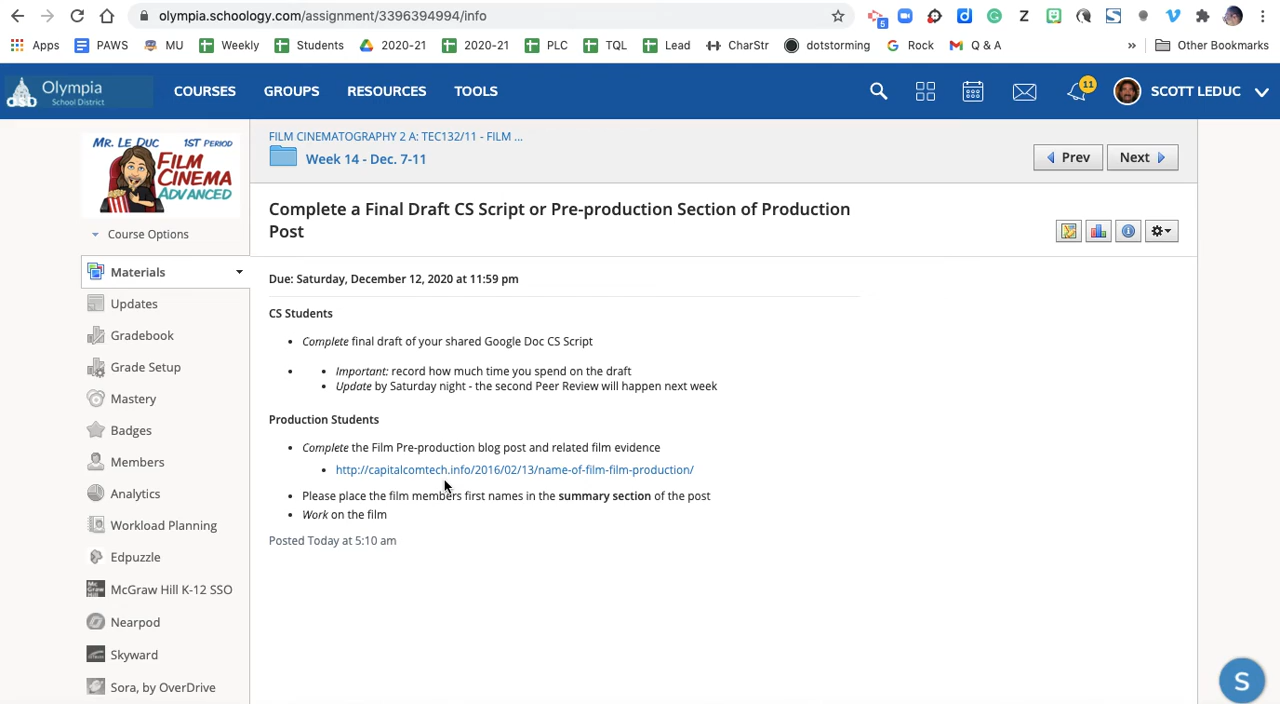 olympia.schoology.com/assignment/3396394994/info
5
Apps PAWS MU Weekly Students 2020-21 2020-21 PLC TQL Lead CharStr dotstorming Rock Q & A » Other Bookmarks
Olympia
School District
OSD
COURSES GROUPS RESOURCES TOOLS 11 SCOTT LEDUC
MR. LE DUC 1ST PERIOD
FILM
CINEMA
ADVANCED
Course Options
Materials
Updates
Gradebook
Grade Setup
Mastery
Badges
Members
Analytics
Workload Planning
Edpuzzle
McGraw Hill K-12 SSO
Nearpod
Skyward
Sora, by OverDrive
FILM CINEMATOGRAPHY 2 A: TEC132/11 - FILM ...
Week 14 - Dec. 7-11
Prev Next
Complete a Final Draft CS Script or Pre-production Section of Production
Post
Due: Saturday, December 12, 2020 at 11:59 pm
CS Students
• Complete final draft of your shared Google Doc CS Script
• • Important: record how much time you spend on the draft
• Update by Saturday night - the second Peer Review will happen next week
Production Students
• Complete the Film Pre-production blog post and related film evidence
• http://capitalcomtech.info/2016/02/13/name-of-film-film-production/
• Please place the film members first names in the summary section of the post
• Work on the film
Posted Today at 5:10 am
S